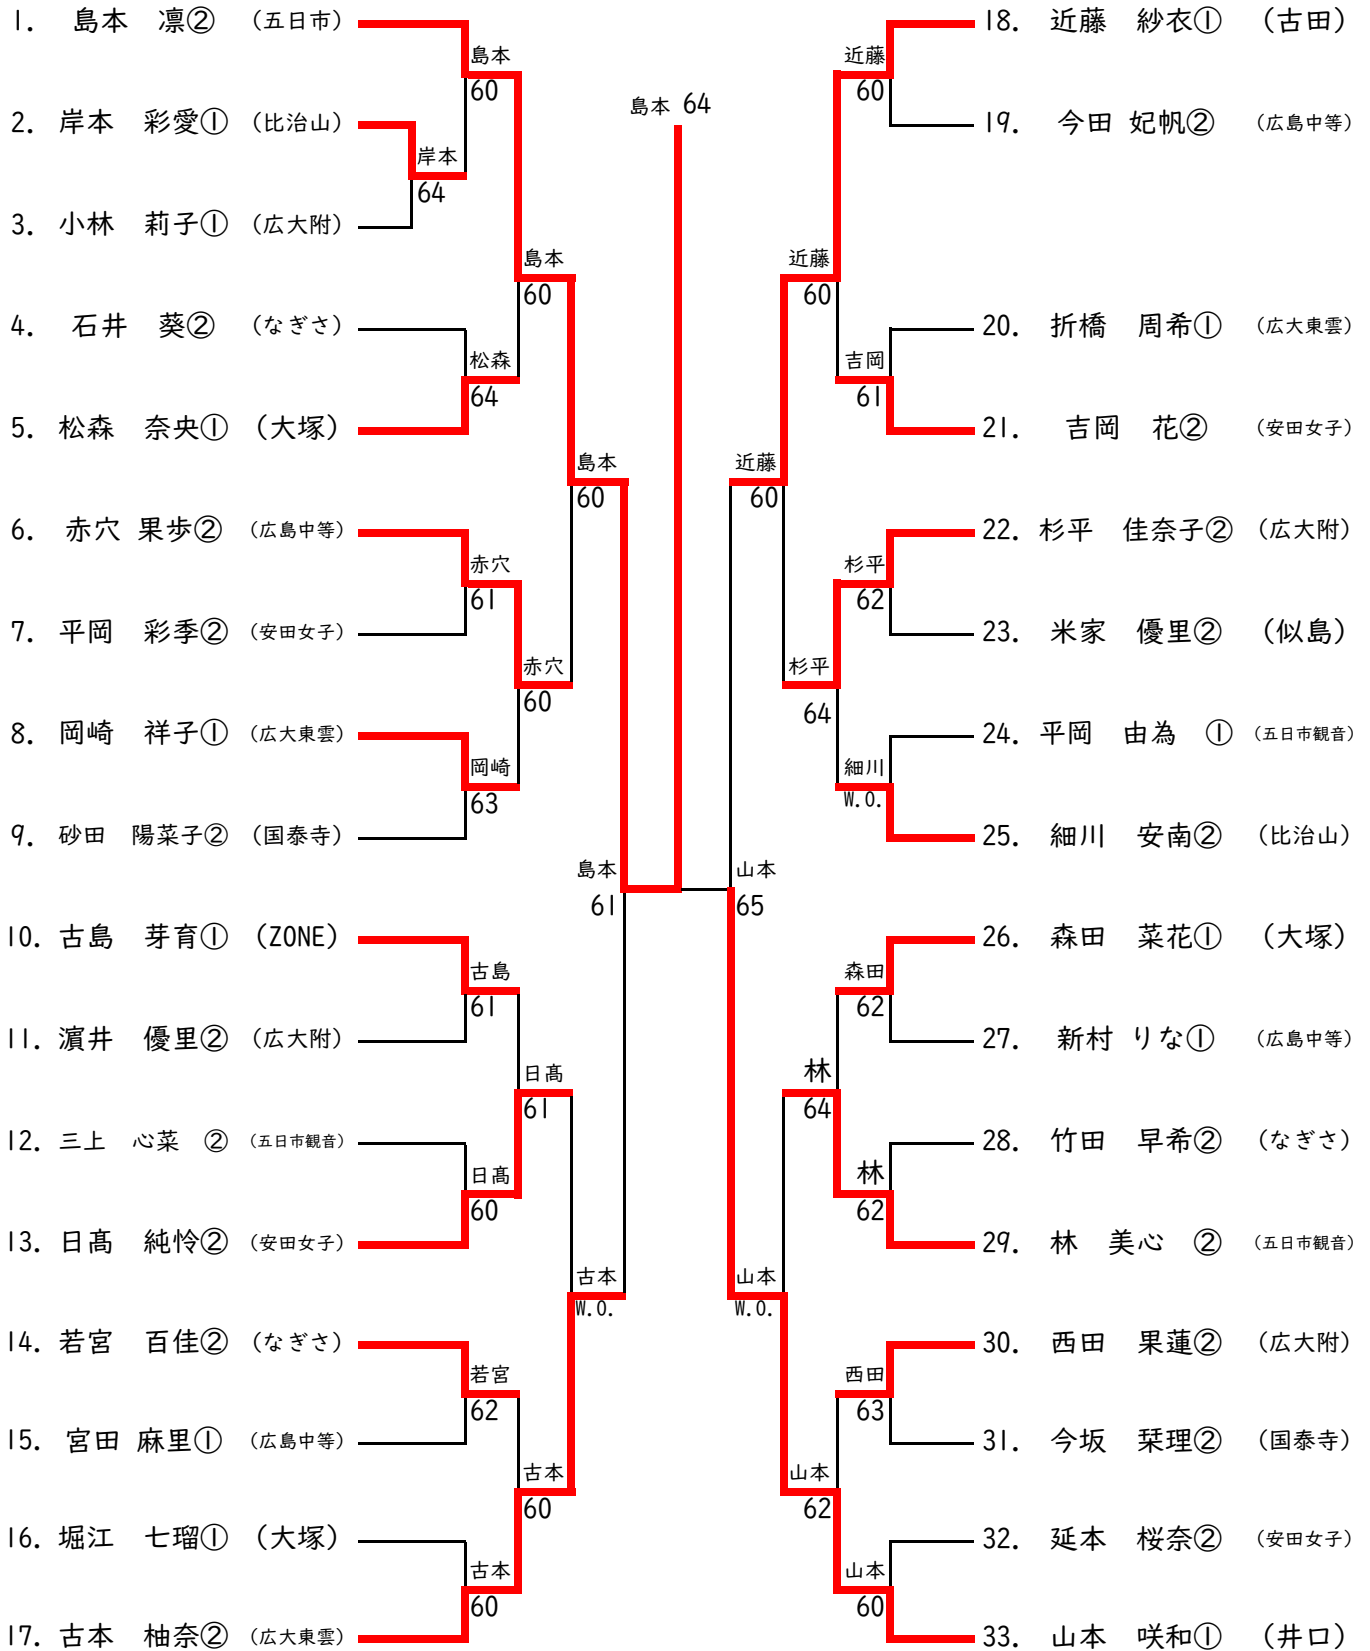 1. 島本 凛② (五日市)
島本
60
2. 岸本 彩愛① (比治山)
岸本
64
3. 小林 莉子① (広大附)
島本
60
4. 石井 葵② (なぎさ)
松森
64
5. 松森 奈央① (大塚)
島本
60
6. 赤穴 果歩② (広島中等)
赤穴
61
7. 平岡 彩季② (安田女子)
赤穴
60
8. 岡崎 祥子① (広大東雲)
岡崎
63
9. 砂田 陽菜子② (国泰寺)
島本
61
10. 古島 芽育① (ZONE)
古島
61
11. 濵井 優里② (広大附)
日髙
61
12. 三上 心菜 ② (五日市観音)
日髙
60
13. 日髙 純怜② (安田女子)
古本
W.O.
14. 若宮 百佳② (なぎさ)
若宮
62
15. 宮田 麻里① (広島中等)
古本
60
16. 堀江 七瑠① (大塚)
古本
60
17. 古本 柚奈② (広大東雲)
島本 64
18. 近藤 紗衣① (古田)
近藤
60
19. 今田 妃帆② (広島中等)
近藤
60
20. 折橋 周希① (広大東雲)
吉岡
61
21. 吉岡 花② (安田女子)
近藤
60
22. 杉平 佳奈子② (広大附)
杉平
62
23. 米家 優里② (似島)
杉平
64
24. 平岡 由為 ① (五日市観音)
細川
W.O.
25. 細川 安南② (比治山)
山本
65
26. 森田 菜花① (大塚)
森田
62
27. 新村 りな① (広島中等)
林
64
28. 竹田 早希② (なぎさ)
林
62
29. 林 美心 ② (五日市観音)
山本
W.O.
30. 西田 果蓮② (広大附)
西田
63
31. 今坂 栞理② (国泰寺)
山本
62
32. 延本 桜奈② (安田女子)
山本
60
33. 山本 咲和① (井口)